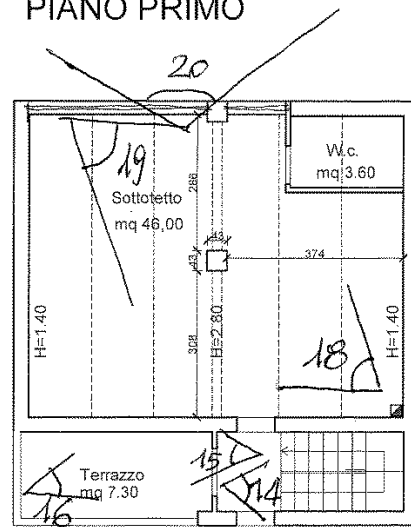 PIANO PRIMO
20
19
W.c.
mq 3.60
Sottotetto
mq 46,00
286
43
43
374
H=1.40
H=2.80
H=1.40
308
18
15
14
Terrazzo
mq 7.30
16